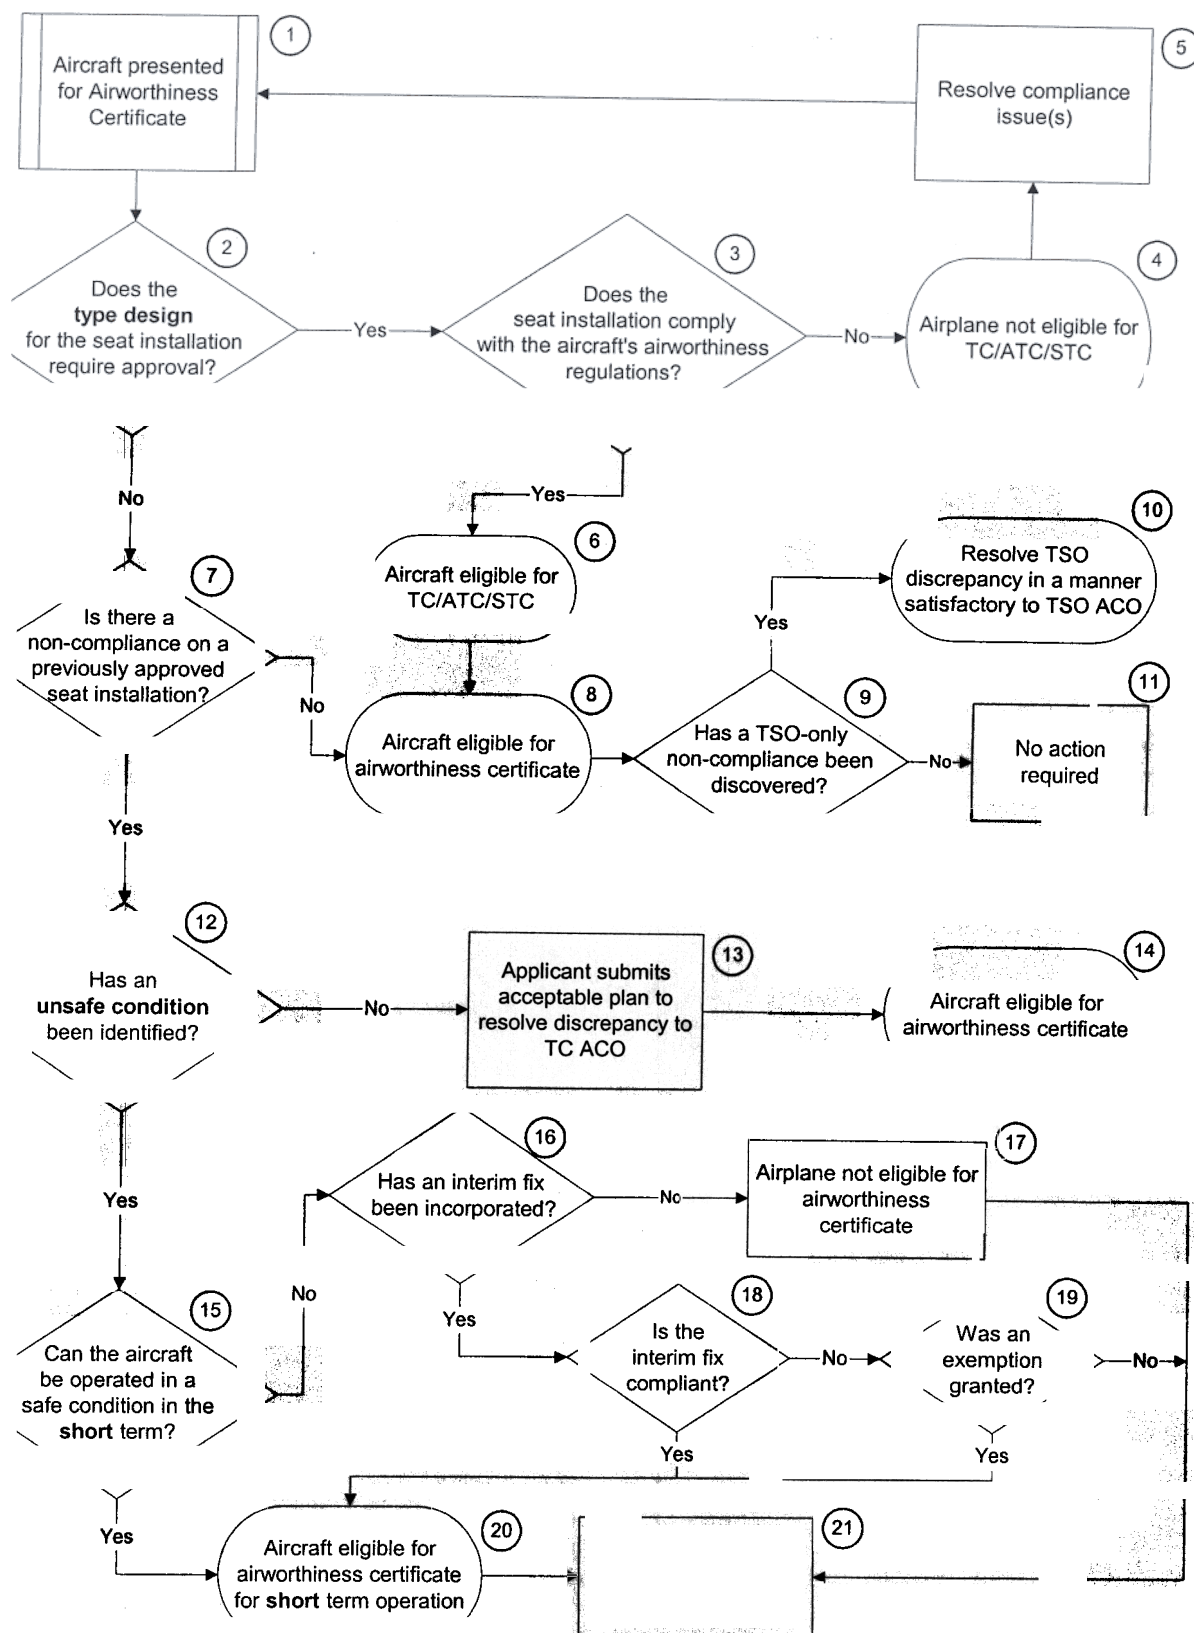 1
Aircraft presented
for Airworthiness
Certificate
5
Resolve compliance
issue(s)
2
Does the
type design
for the seat installation
require approval?
Yes
3
Does the
seat installation comply
with the aircraft's airworthiness
regulations?
No
4
Airplane not eligible for
TC/ATC/STC
No
Yes
6
Aircraft eligible for
TC/ATC/STC
10
Resolve TSO
discrepancy in a manner
satisfactory to TSO ACO
7
Is there a
non-compliance on a
previously approved
seat installation?
No
Yes
8
Aircraft eligible for
airworthiness certificate
9
Has a TSO-only
non-compliance been
discovered?
No
11
No action
required
Yes
12
Has an
unsafe condition
been identified?
No
13
Applicant submits
acceptable plan to
resolve discrepancy to
TC ACO
14
Aircraft eligible for
airworthiness certificate
Yes
16
Has an interim fix
been incorporated?
No
17
Airplane not eligible for
airworthiness
certificate
No
15
Can the aircraft
be operated in a
safe condition in the
short term?
Yes
18
Is the
interim fix
compliant?
No
19
Was an
exemption
granted?
No
Yes
Yes
Yes
20
Aircraft eligible for
airworthiness certificate
for short term operation
21